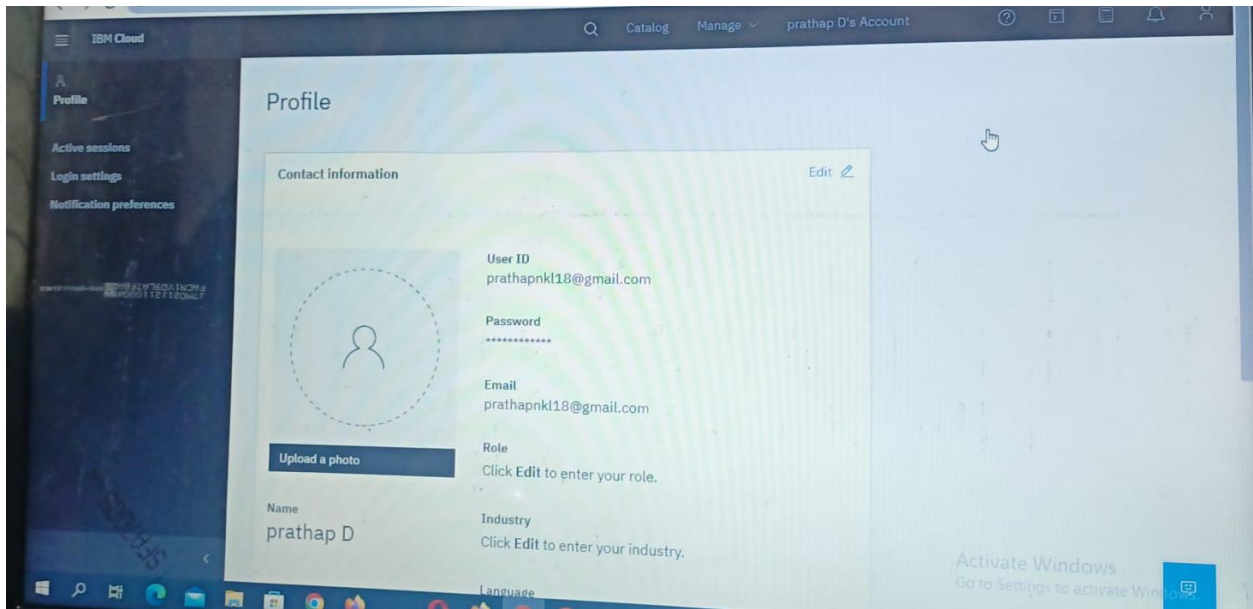 IBM Cloud
Catalog
Manage
prathap D's Account
Profile
Active sessions
Login settings
Notification preferences
Profile
Contact information
Edit
Upload a photo
Name
prathap D
User ID
prathapnkl18@gmail.com
Password
************
Email
prathapnkl18@gmail.com
Role
Click Edit to enter your role.
Industry
Click Edit to enter your industry.
Language
Activate Windows
Go to Settings to activate Windows.